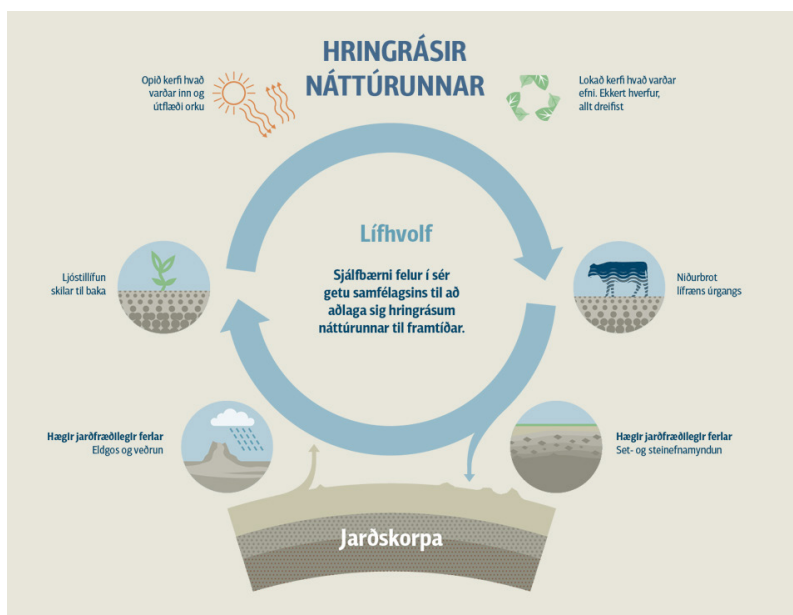 HRINGRÁSIR
NÁTTÚRUNNAR
Opið kerfi hvað
varðar inn og
útflæði orku
Lokað kerfi hvað varðar
efni. Ekkert hverfur,
allt dreifist
Lífhvolf
Sjálfbærni felur í sér
getu samfélagsins til að
aðlaga sig hringrásum
náttúrunnar til framtíðar.
Ljóstillífun
skilar til baka
Niðurbrot
lífræns úrgangs
Hægir jarðfræðilegir ferlar
Eldgos og veðrun
Hægir jarðfræðilegir ferlar
Set- og steinefnamyndun
Jarðskorpa